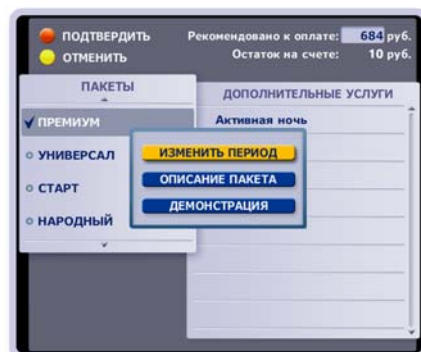 ПОДТВЕРДИТЬ
ОТМЕНИТЬ
Рекомендовано к оплате: 684 руб.
Остаток на счете: 10 руб.
ПАКЕТЫ
ПРЕМИУМ
УНИВЕРСАЛ
СТАРТ
НАРОДНЫЙ
ДОПОЛНИТЕЛЬНЫЕ УСЛУГИ
Активная ночь
ИЗМЕНИТЬ ПЕРИОД
ОПИСАНИЕ ПАКЕТА
ДЕМОНСТРАЦИЯ